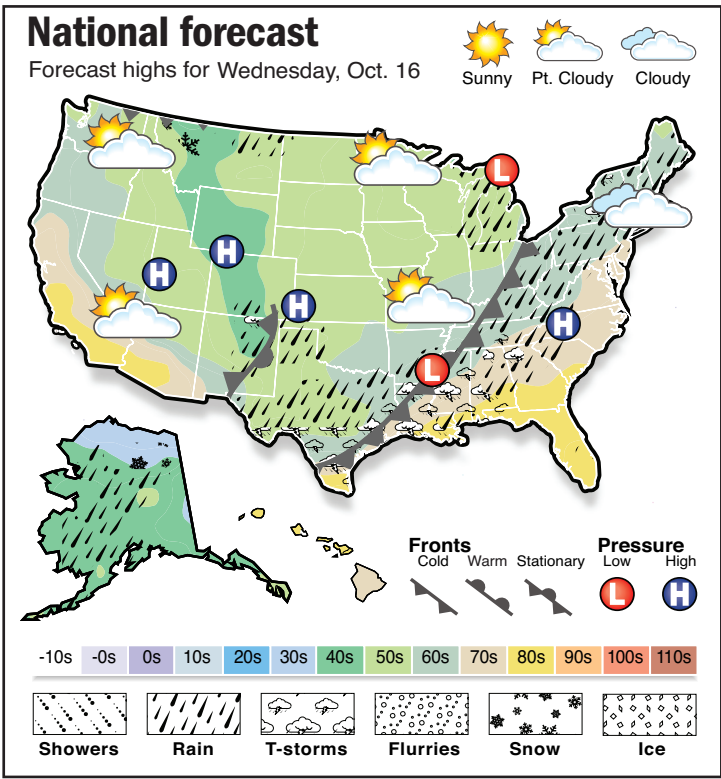 National forecast
Forecast highs for Wednesday, Oct. 16
Sunny Pt. Cloudy Cloudy
L
H
H
H
H
L
Fronts Pressure
Cold Warm Stationary Low High
L H
-10s -0s 0s 10s 20s 30s 40s 50s 60s 70s 80s 90s 100s 110s
Showers Rain T-storms Flurries Snow Ice